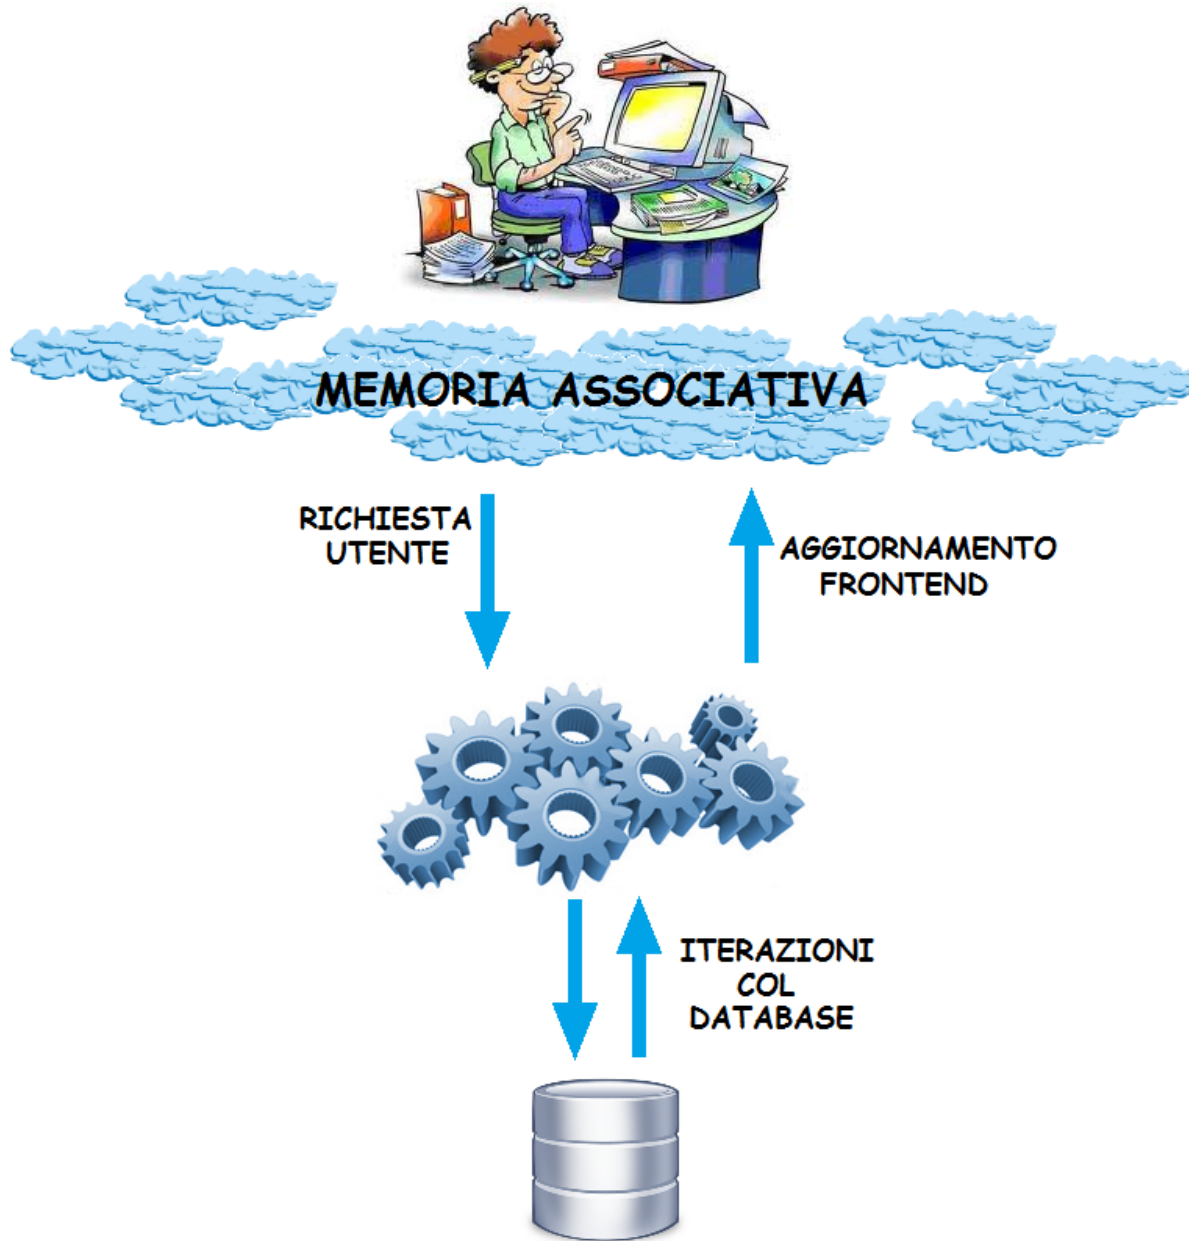 MEMORIA ASSOCIATIVA
RICHIESTA
UTENTE
AGGIORNAMENTO
FRONTEND
ITERAZIONI
COL
DATABASE